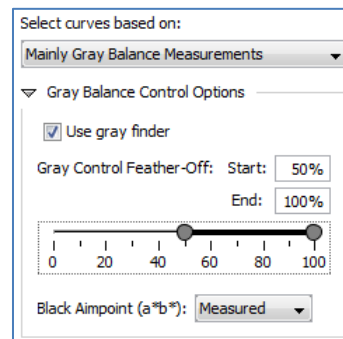 Select curves based on:
Mainly Gray Balance Measurements
Gray Balance Control Options
Use gray finder
Gray Control Feather-Off: Start: 50%
End: 100%
0 20 40 60 80 100
Black Aimpoint (a*b*): Measured